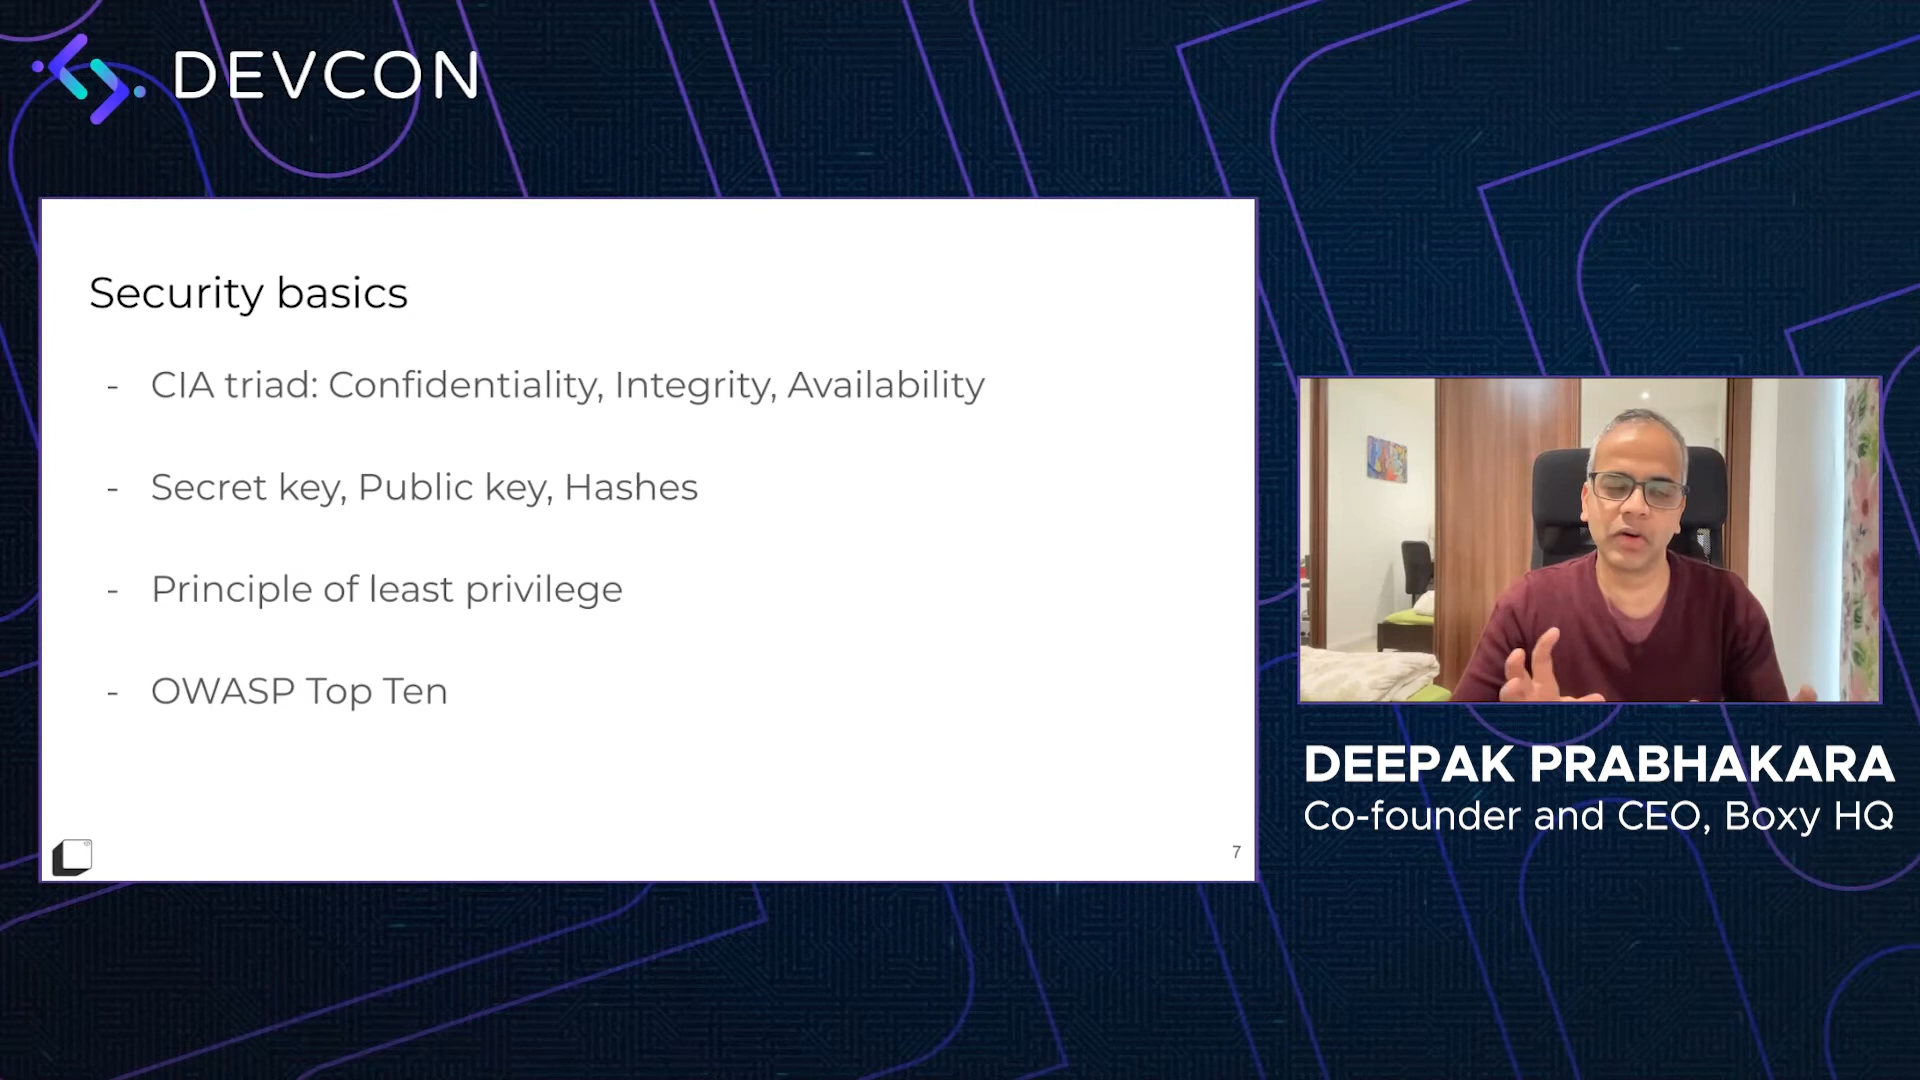 DEVCON
Security basics
- CIA triad: Confidentiality, Integrity, Availability
- Secret key, Public key, Hashes
- Principle of least privilege
- OWASP Top Ten
7
DEEPAK PRABHAKARA
Co-founder and CEO, Boxy HQ